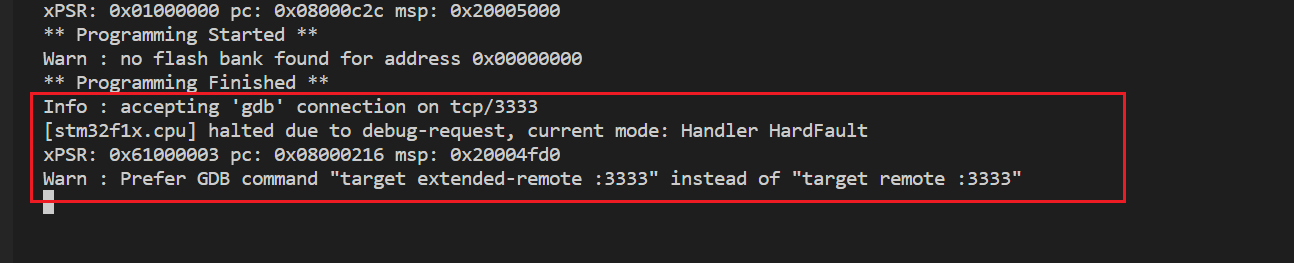 xPSR: 0x01000000 pc: 0x08000c2c msp: 0x20005000
** Programming Started **
Warn : no flash bank found for address 0x00000000
** Programming Finished **
Info : accepting 'gdb' connection on tcp/3333
[stm32f1x.cpu] halted due to debug-request, current mode: Handler HardFault
xPSR: 0x61000003 pc: 0x08000216 msp: 0x20004fd0
Warn : Prefer GDB command "target extended-remote :3333" instead of "target remote :3333"